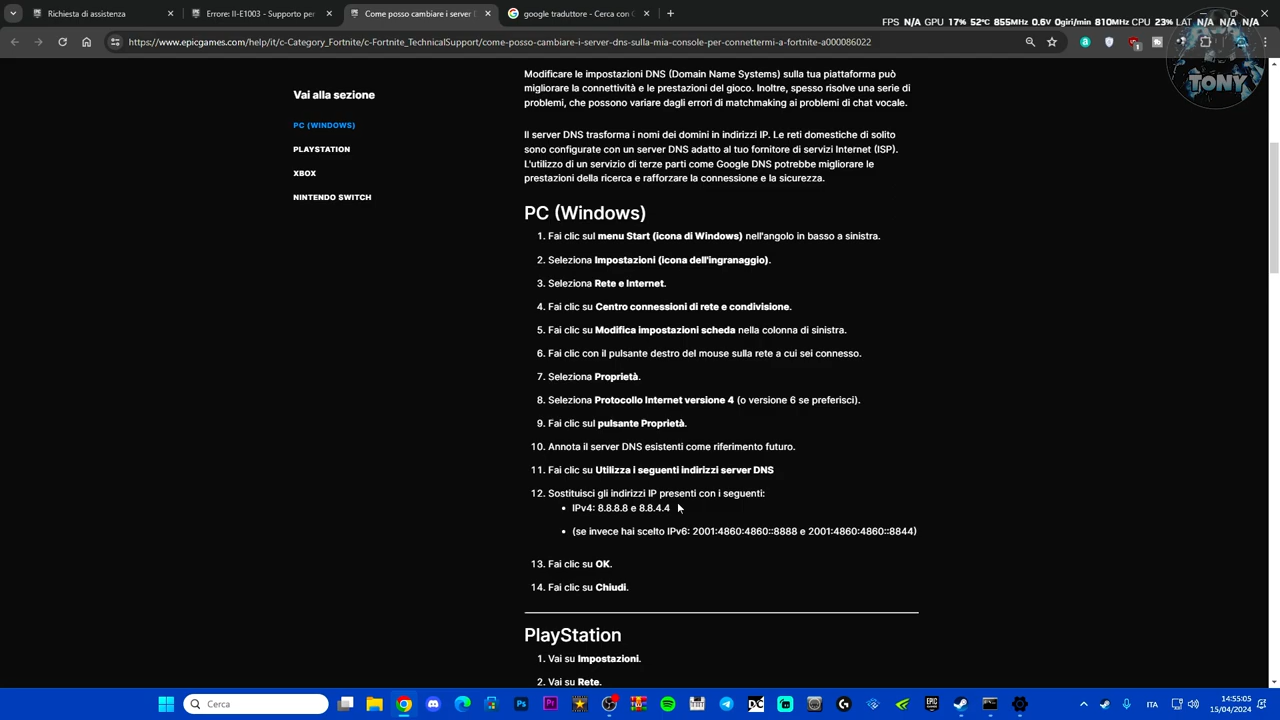 Richiesta di assistenza
Errore: II-E1003 - Supporto per
Come posso cambiare i server
google traduttore - Cerca con G
FPS N/A GPU 17% 52°C 855MHz 0.6V 0giri/min 810MHz CPU 23% LAT N/A N/A N/A
https://www.epicgames.com/help/it/c-Category_Fortnite/c-Fortnite_TechnicalSupport/come-posso-cambiare-i-server-dns-sulla-mia-console-per-connettermi-a-fortnite-a000086022
TONY
Vai alla sezione
PC (WINDOWS)
PLAYSTATION
XBOX
NINTENDO SWITCH
Modificare le impostazioni DNS (Domain Name Systems) sulla tua piattaforma può
migliorare la connettività e le prestazioni del gioco. Inoltre, spesso risolve una serie di
problemi, che possono variare dagli errori di matchmaking ai problemi di chat vocale.
Il server DNS trasforma i nomi dei domini in indirizzi IP. Le reti domestiche di solito
sono configurate con un server DNS adatto al tuo fornitore di servizi Internet (ISP).
L'utilizzo di un servizio di terze parti come Google DNS potrebbe migliorare le
prestazioni della ricerca e rafforzare la connessione e la sicurezza.
PC (Windows)
1. Fai clic sul menu Start (icona di Windows) nell'angolo in basso a sinistra.
2. Seleziona Impostazioni (icona dell'ingranaggio).
3. Seleziona Rete e Internet.
4. Fai clic su Centro connessioni di rete e condivisione.
5. Fai clic su Modifica impostazioni scheda nella colonna di sinistra.
6. Fai clic con il pulsante destro del mouse sulla rete a cui sei connesso.
7. Seleziona Proprietà.
8. Seleziona Protocollo Internet versione 4 (o versione 6 se preferisci).
9. Fai clic sul pulsante Proprietà.
10. Annota il server DNS esistenti come riferimento futuro.
11. Fai clic su Utilizza i seguenti indirizzi server DNS
12. Sostituisci gli indirizzi IP presenti con i seguenti:
• IPv4: 8.8.8.8 e 8.8.4.4
• (se invece hai scelto IPv6: 2001:4860:4860::8888 e 2001:4860:4860::8844)
13. Fai clic su OK.
14. Fai clic su Chiudi.
PlayStation
1. Vai su Impostazioni.
2. Vai su Rete.
Cerca
ITA
14:55:05
15/04/2024